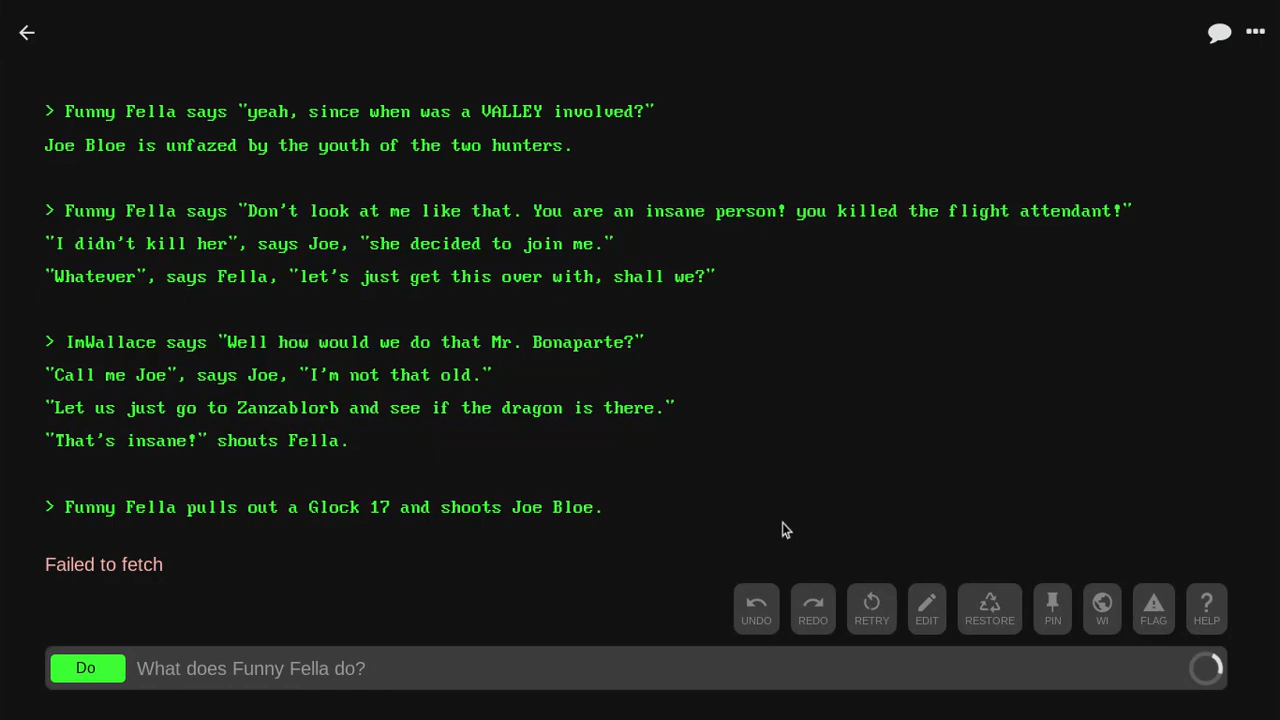 > Funny Fella says "yeah, since when was a VALLEY involved?"
Joe Bloe is unfazed by the youth of the two hunters.
> Funny Fella says "Don't look at me like that. You are an insane person! you killed the flight attendant!"
"I didn't kill her", says Joe, "she decided to join me."
"Whatever", says Fella, "let's just get this over with, shall we?"
> ImWallace says "Well how would we do that Mr. Bonaparte?"
"Call me Joe", says Joe, "I'm not that old."
"Let us just go to Zanzablorb and see if the dragon is there."
"That's insane!" shouts Fella.
> Funny Fella pulls out a Glock 17 and shoots Joe Bloe.
Failed to fetch
UNDO REDO RETRY EDIT RESTORE PIN WI FLAG HELP
Do What does Funny Fella do?